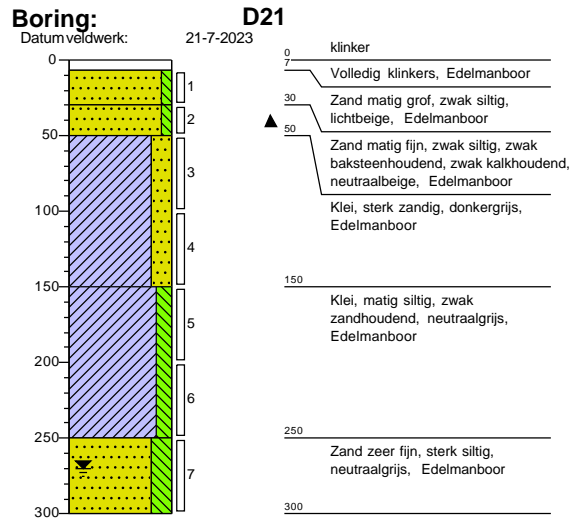 Boring: D21
Datum veldwerk: 21-7-2023
0
50
100
150
200
250
300
1
2
3
4
5
6
7
0
klinker
7
Volledig klinkers, Edelmanboor
30
Zand matig grof, zwak siltig,
lichtbeige, Edelmanboor
50
Zand matig fijn, zwak siltig, zwak
baksteenhoudend, zwak kalkhoudend,
neutraalbeige, Edelmanboor
Klei, sterk zandig, donkergrijs,
Edelmanboor
150
Klei, matig siltig, zwak
zandhoudend, neutraalgrijs,
Edelmanboor
250
Zand zeer fijn, sterk siltig,
neutraalgrijs, Edelmanboor
300